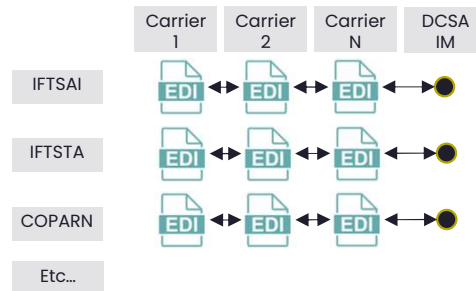 Carrier 1
Carrier 2
Carrier N
DCSA IM
IFTSAI
EDI EDI EDI
IFTSTA
EDI EDI EDI
COPARN
EDI EDI EDI
Etc...